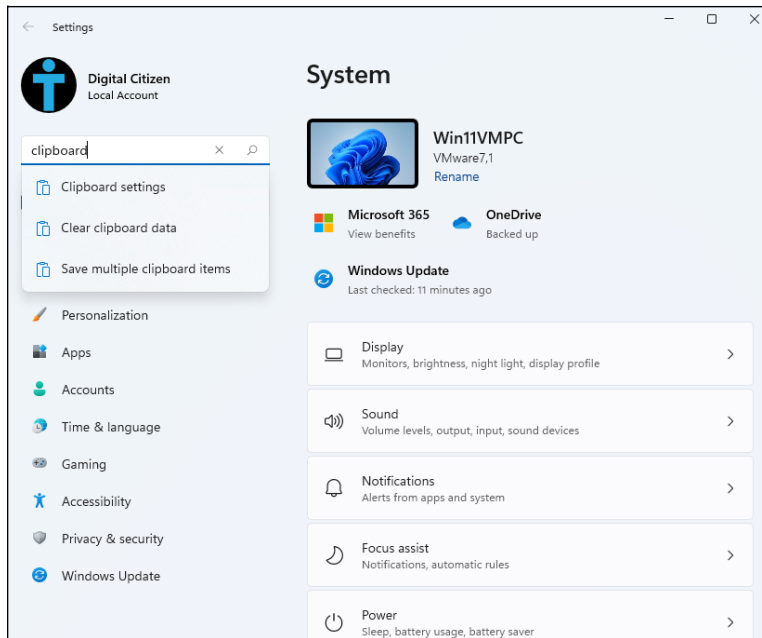 Settings
Digital Citizen
Local Account
clipboard
Clipboard settings
Clear clipboard data
Save multiple clipboard items
Personalization
Apps
Accounts
Time & language
Gaming
Accessibility
Privacy & security
Windows Update
System
Win11VMPC
VMware7,1
Rename
Microsoft 365
View benefits
OneDrive
Backed up
Windows Update
Last checked: 11 minutes ago
Display
Monitors, brightness, night light, display profile
Sound
Volume levels, output, input, sound devices
Notifications
Alerts from apps and system
Focus assist
Notifications, automatic rules
Power
Sleep, battery usage, battery saver